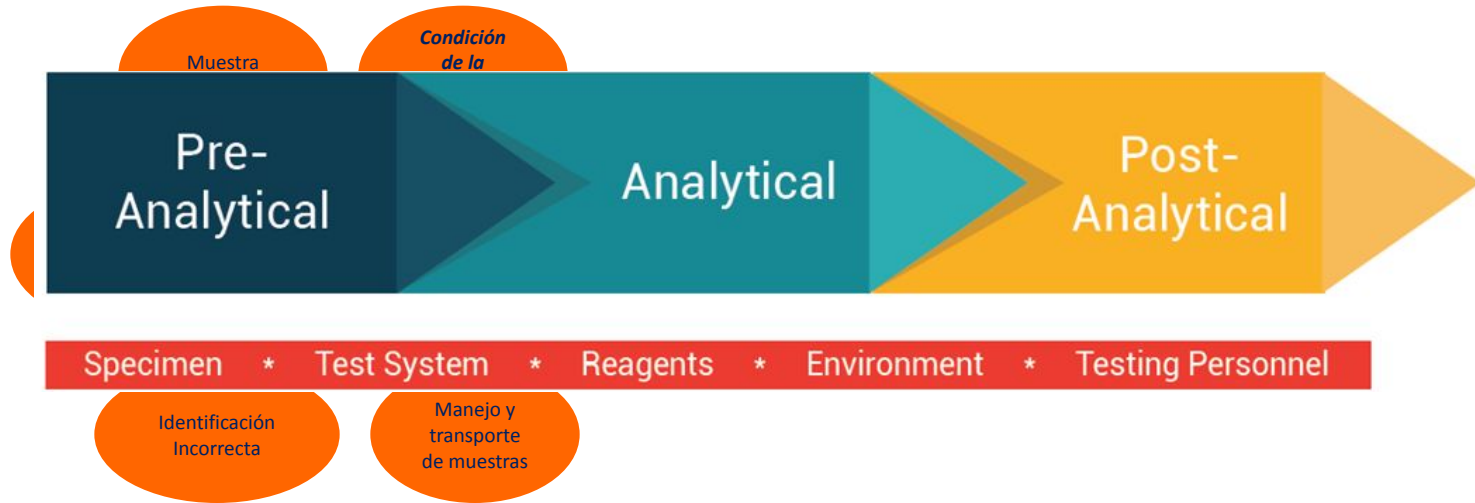 Muestra
Condición
de la
Pre-
Analytical
Analytical
Post-
Analytical
Specimen * Test System * Reagents * Environment * Testing Personnel
Identificación
Incorrecta
Manejo y
transporte
de muestras